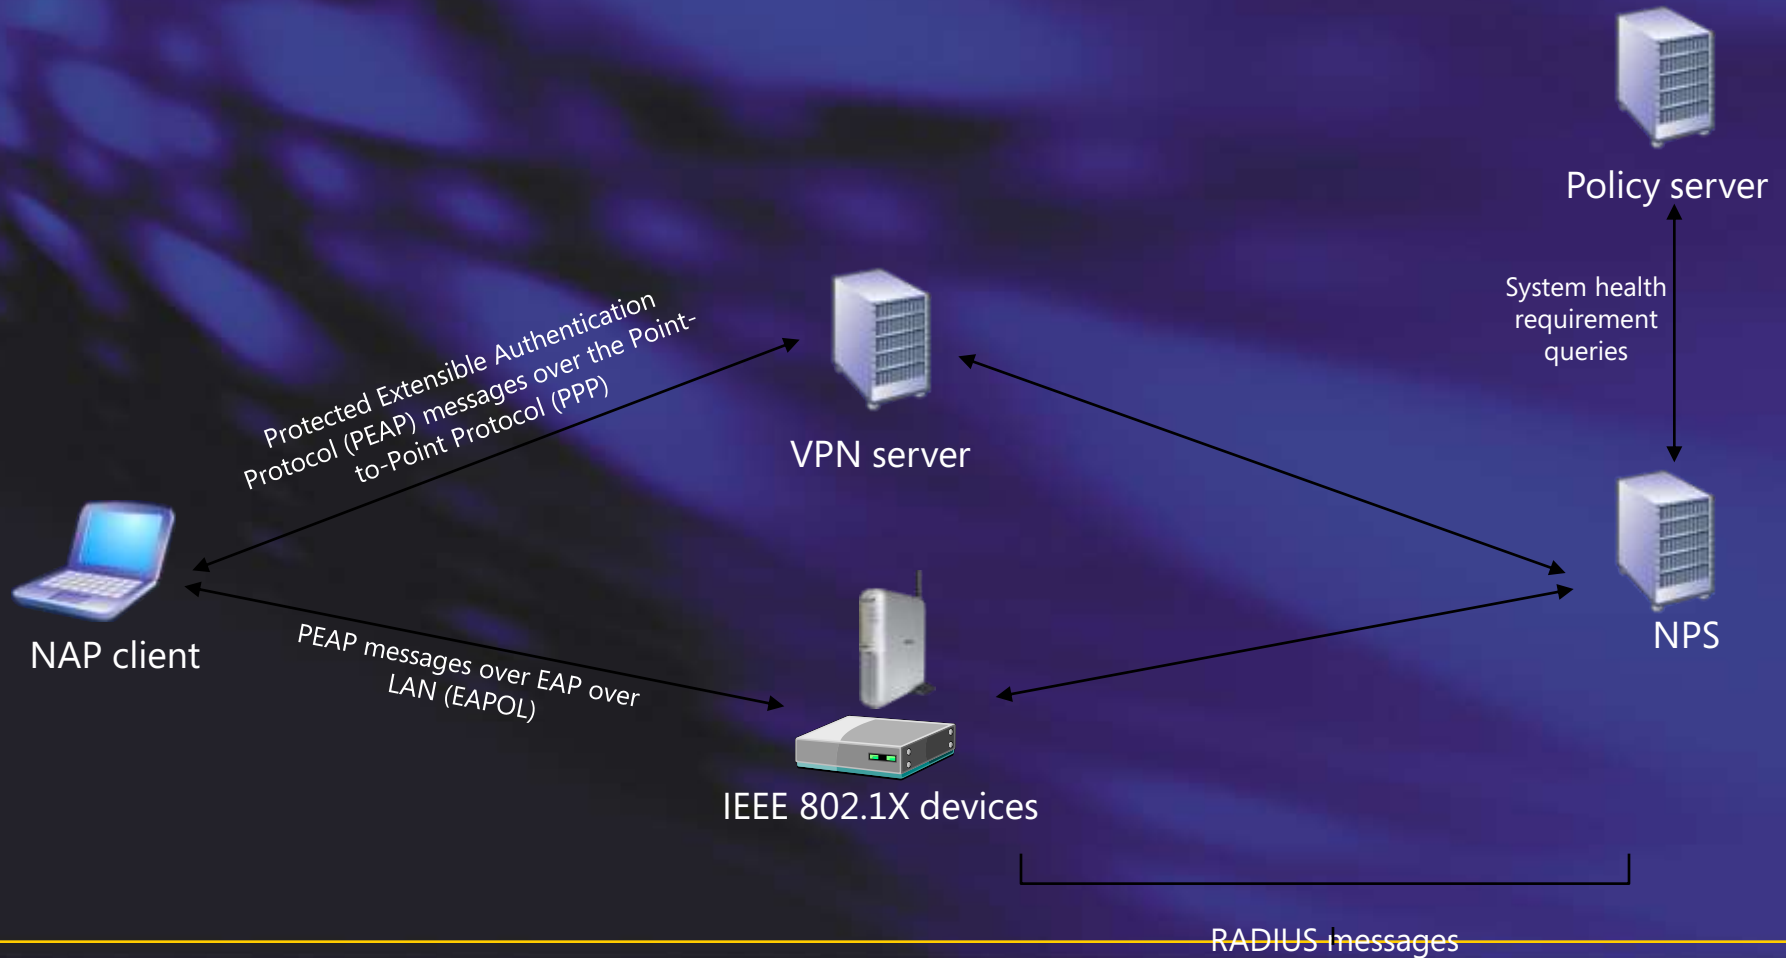 Policy server
System health
requirement
queries
Protected Extensible Authentication
Protocol (PEAP) messages over the Point-
to-Point Protocol (PPP)
VPN server
NAP client
NPS
PEAP messages over EAP over
LAN (EAPOL)
IEEE 802.1X devices
RADIUS messages